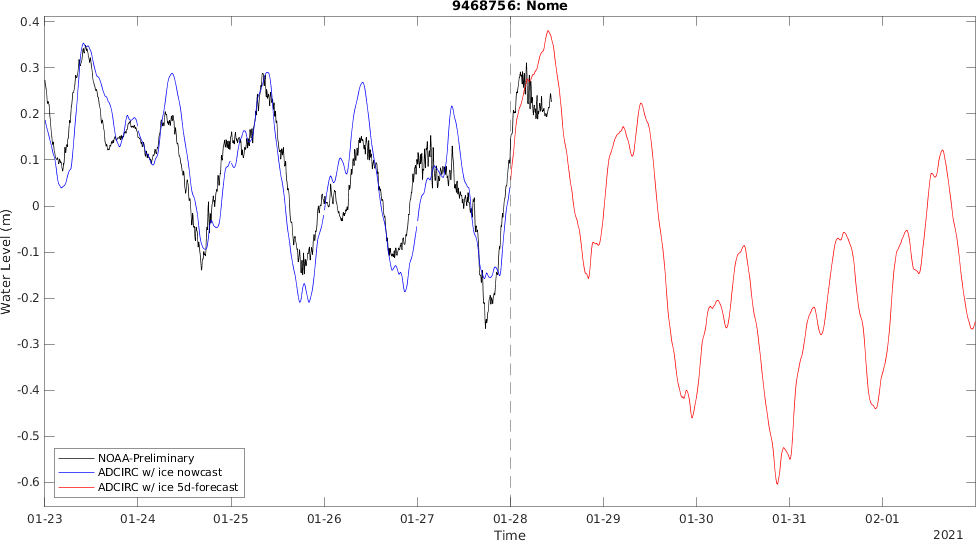 9468756: Nome
Water Level (m)
0.4
0.3
0.2
0.1
0
-0.1
-0.2
-0.3
-0.4
-0.5
-0.6
NOAA-Preliminary
ADCIRC w/ ice nowcast
ADCIRC w/ ice 5d-forecast
01-23 01-24 01-25 01-26 01-27 01-28 01-29 01-30 01-31 02-01
Time
2021